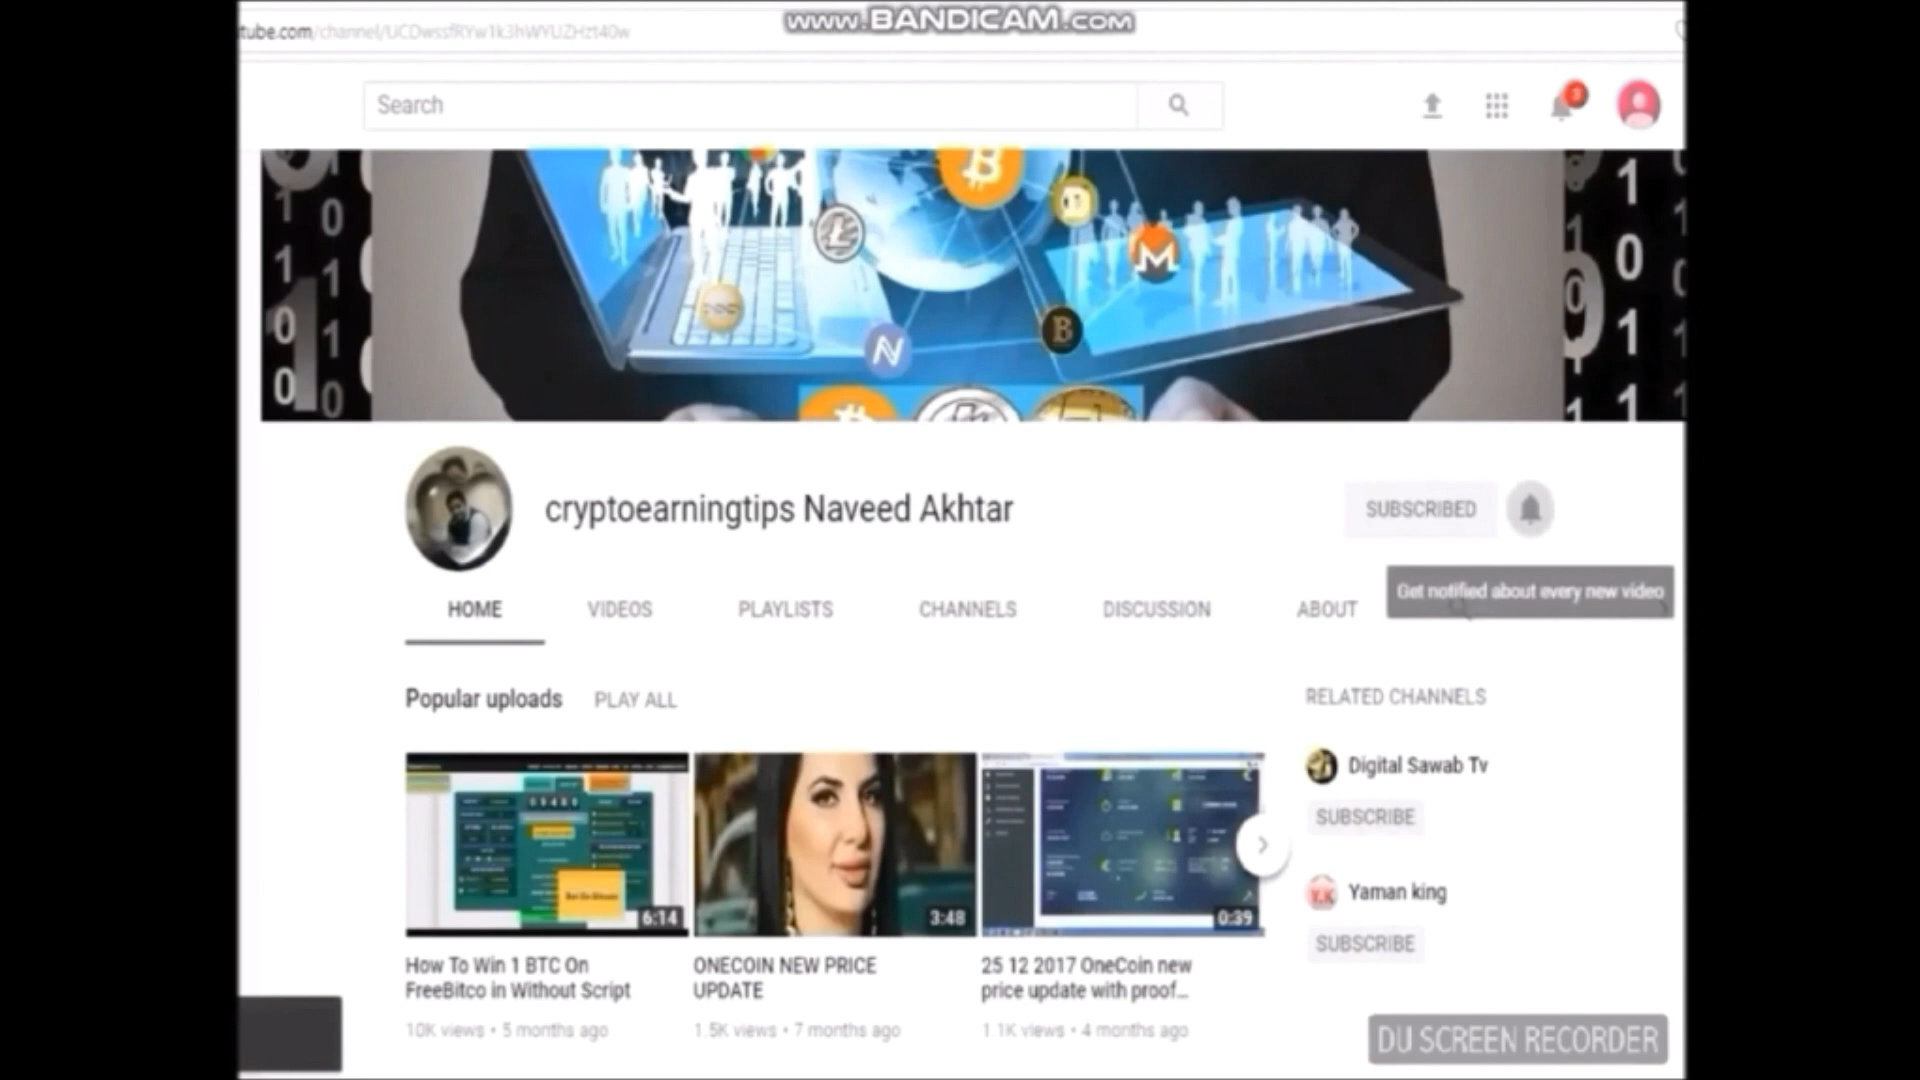 www.BANDICAM.com
tube.com/channel/UCDwssfRYw1k3hWYUZHzt40w
Search
3
cryptoearningtips Naveed Akhtar
SUBSCRIBED
Get notified about every new video
HOME
VIDEOS
PLAYLISTS
CHANNELS
DISCUSSION
ABOUT
Popular uploads
PLAY ALL
RELATED CHANNELS
Digital Sawab Tv
SUBSCRIBE
Yaman king
SUBSCRIBE
6:14
3:48
0:39
How To Win 1 BTC On
FreeBitco in Without Script
10K views • 5 months ago
ONECOIN NEW PRICE
UPDATE
1.5K views • 7 months ago
25 12 2017 OneCoin new
price update with proof...
1.1K views • 4 months ago
DU SCREEN RECORDER